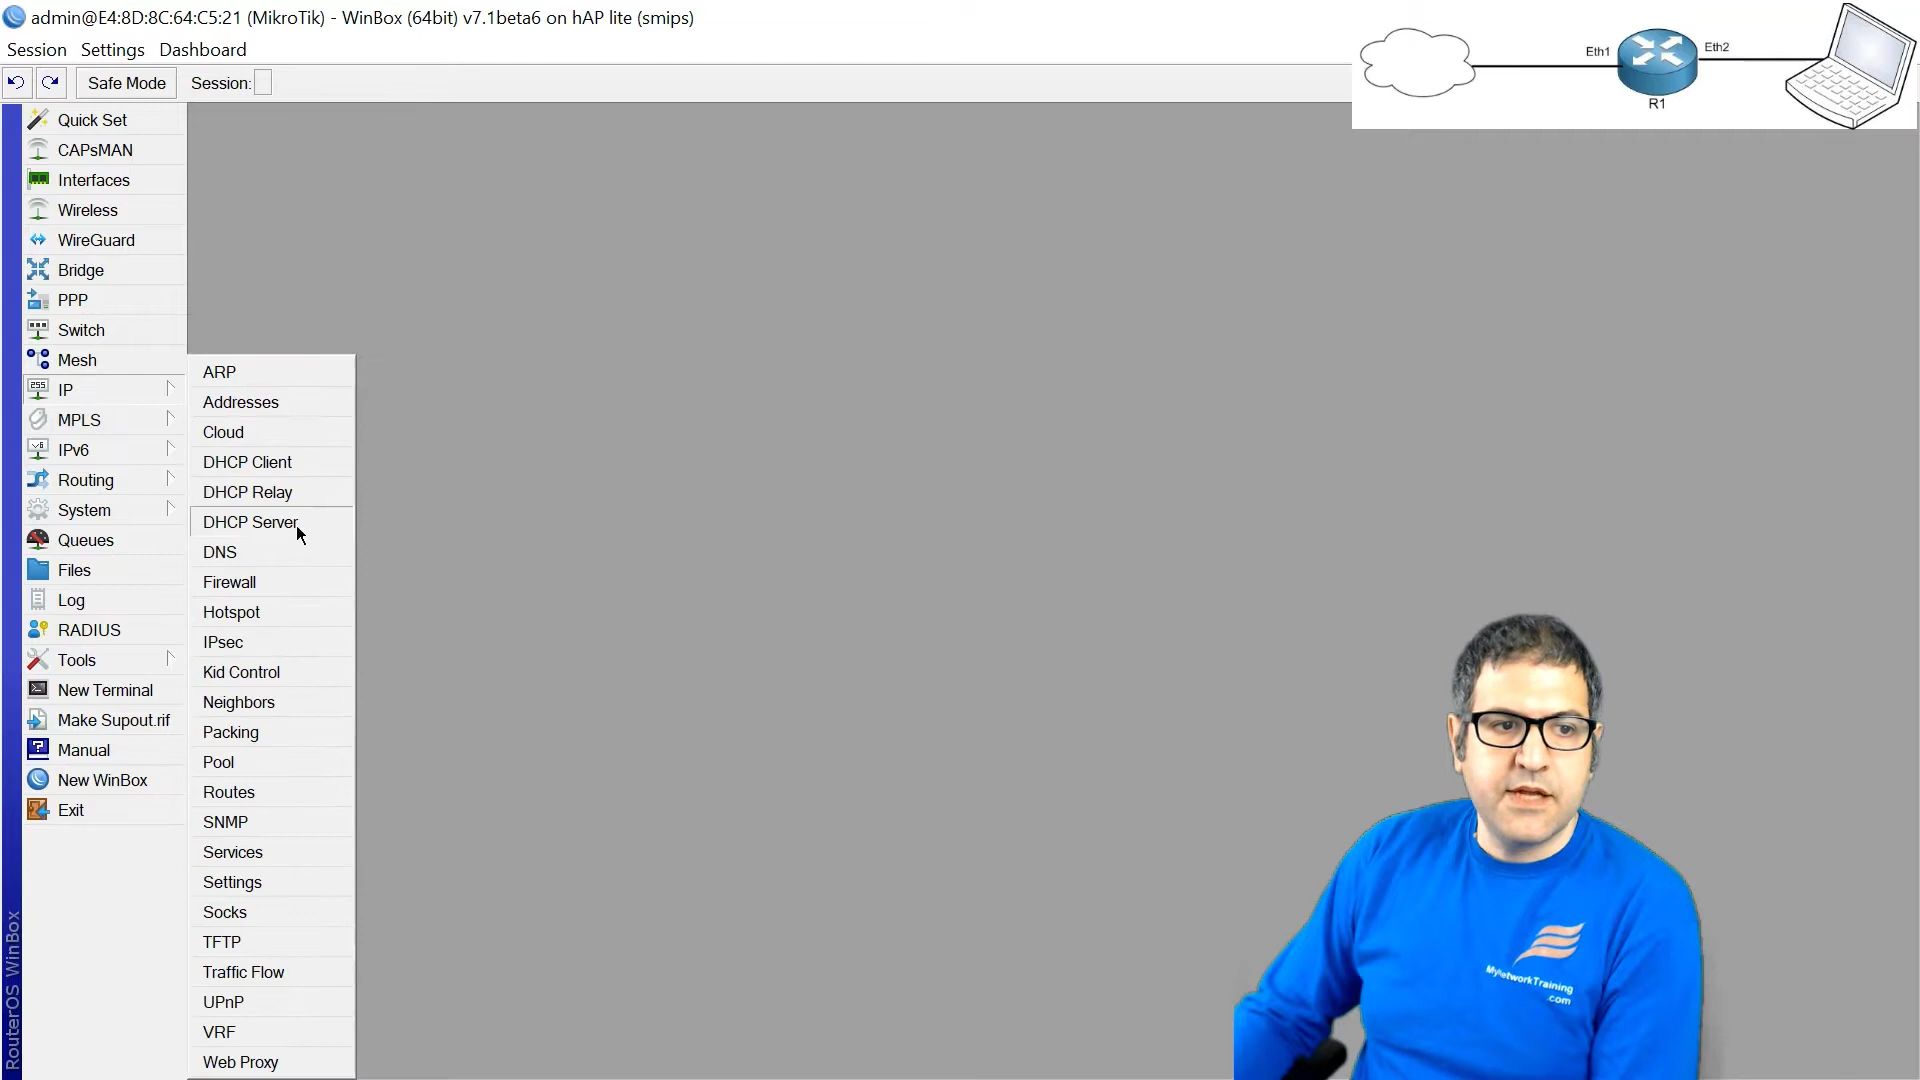 admin@E4:8D:8C:64:C5:21 (MikroTik) - WinBox (64bit) v7.1beta6 on hAP lite (smips)
Session Settings Dashboard
Safe Mode Session:
Quick Set
CAPsMAN
Interfaces
Wireless
WireGuard
Bridge
PPP
Switch
Mesh
IP
MPLS
IPv6
Routing
System
Queues
Files
Log
RADIUS
Tools
New Terminal
Make Supout.rif
Manual
New WinBox
Exit
RouterOS WinBox
ARP
Addresses
Cloud
DHCP Client
DHCP Relay
DHCP Server
DNS
Firewall
Hotspot
IPsec
Kid Control
Neighbors
Packing
Pool
Routes
SNMP
Services
Settings
Socks
TFTP
Traffic Flow
UPnP
VRF
Web Proxy
Eth1
Eth2
R1
MyNetworkTraining
.com
255
v6